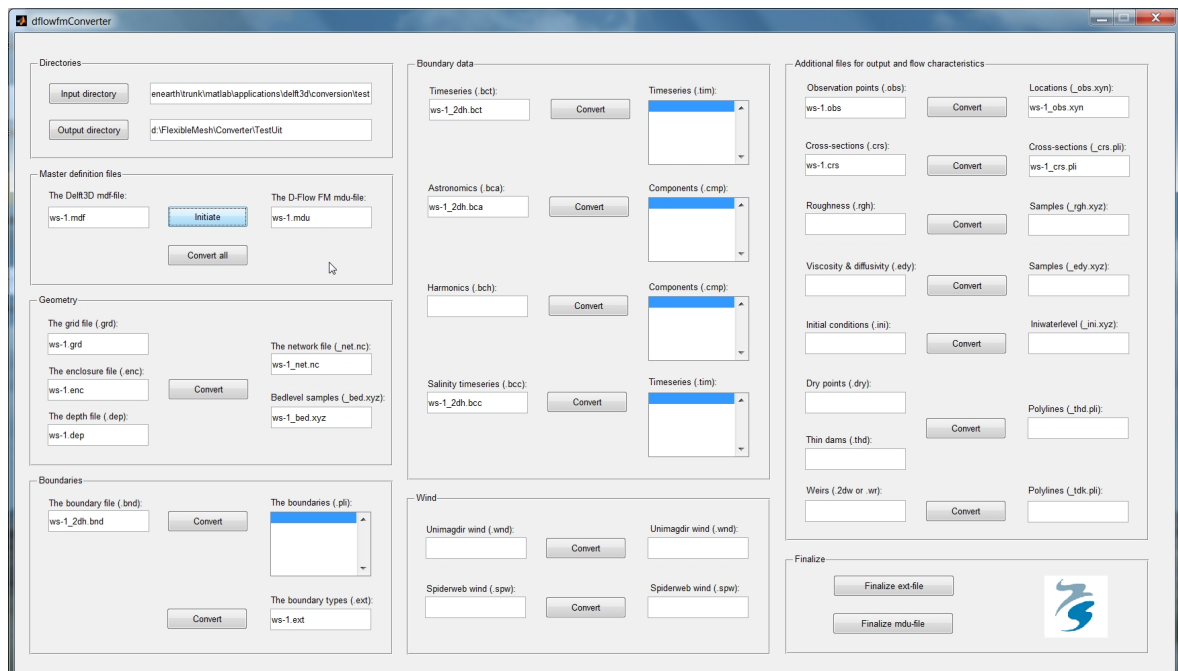 dflowfmConverter
Directories
Input directory
enearth\trunk\matlab\applications\delft3d\conversion\test
Output directory
d:\FlexibleMesh\Converter\TestUit
Master definition files
The Delft3D mdf-file:
The D-Flow FM mdu-file:
ws-1.mdf
Initiate
ws-1.mdu
Convert all
Geometry
The grid file (.grd):
ws-1.grd
The network file (_net.nc):
ws-1_net.nc
The enclosure file (.enc):
ws-1.enc
Convert
Bedlevel samples (_bed.xyz):
ws-1_bed.xyz
The depth file (.dep):
ws-1.dep
Boundaries
The boundary file (.bnd):
The boundaries (.pli):
ws-1_2dh.bnd
Convert
The boundary types (.ext):
Convert
ws-1.ext
Boundary data
Timeseries (.bct):
Timeseries (.tim):
ws-1_2dh.bct
Convert
Astronomics (.bca):
Components (.cmp):
ws-1_2dh.bca
Convert
Harmonics (.bch):
Components (.cmp):
Convert
Salinity timeseries (.bcc):
Timeseries (.tim):
ws-1_2dh.bcc
Convert
Wind
Unimagdir wind (.wnd):
Unimagdir wind (.wnd):
Convert
Spiderweb wind (.spw):
Spiderweb wind (.spw):
Convert
Additional files for output and flow characteristics
Observation points (.obs):
Locations (_obs.xyn):
ws-1.obs
Convert
ws-1_obs.xyn
Cross-sections (.crs):
Cross-sections (_crs.pli):
ws-1.crs
Convert
ws-1_crs.pli
Roughness (.rgh):
Samples (_rgh.xyz):
Convert
Viscosity & diffusivity (.edy):
Samples (_edy.xyz):
Convert
Initial conditions (.ini):
Iniwaterlevel (_ini.xyz):
Convert
Dry points (.dry):
Polylines (_thd.pli):
Convert
Thin dams (.thd):
Weirs (.2dw or .wr):
Polylines (_tdk.pli):
Convert
Finalize
Finalize ext-file
Finalize mdu-file